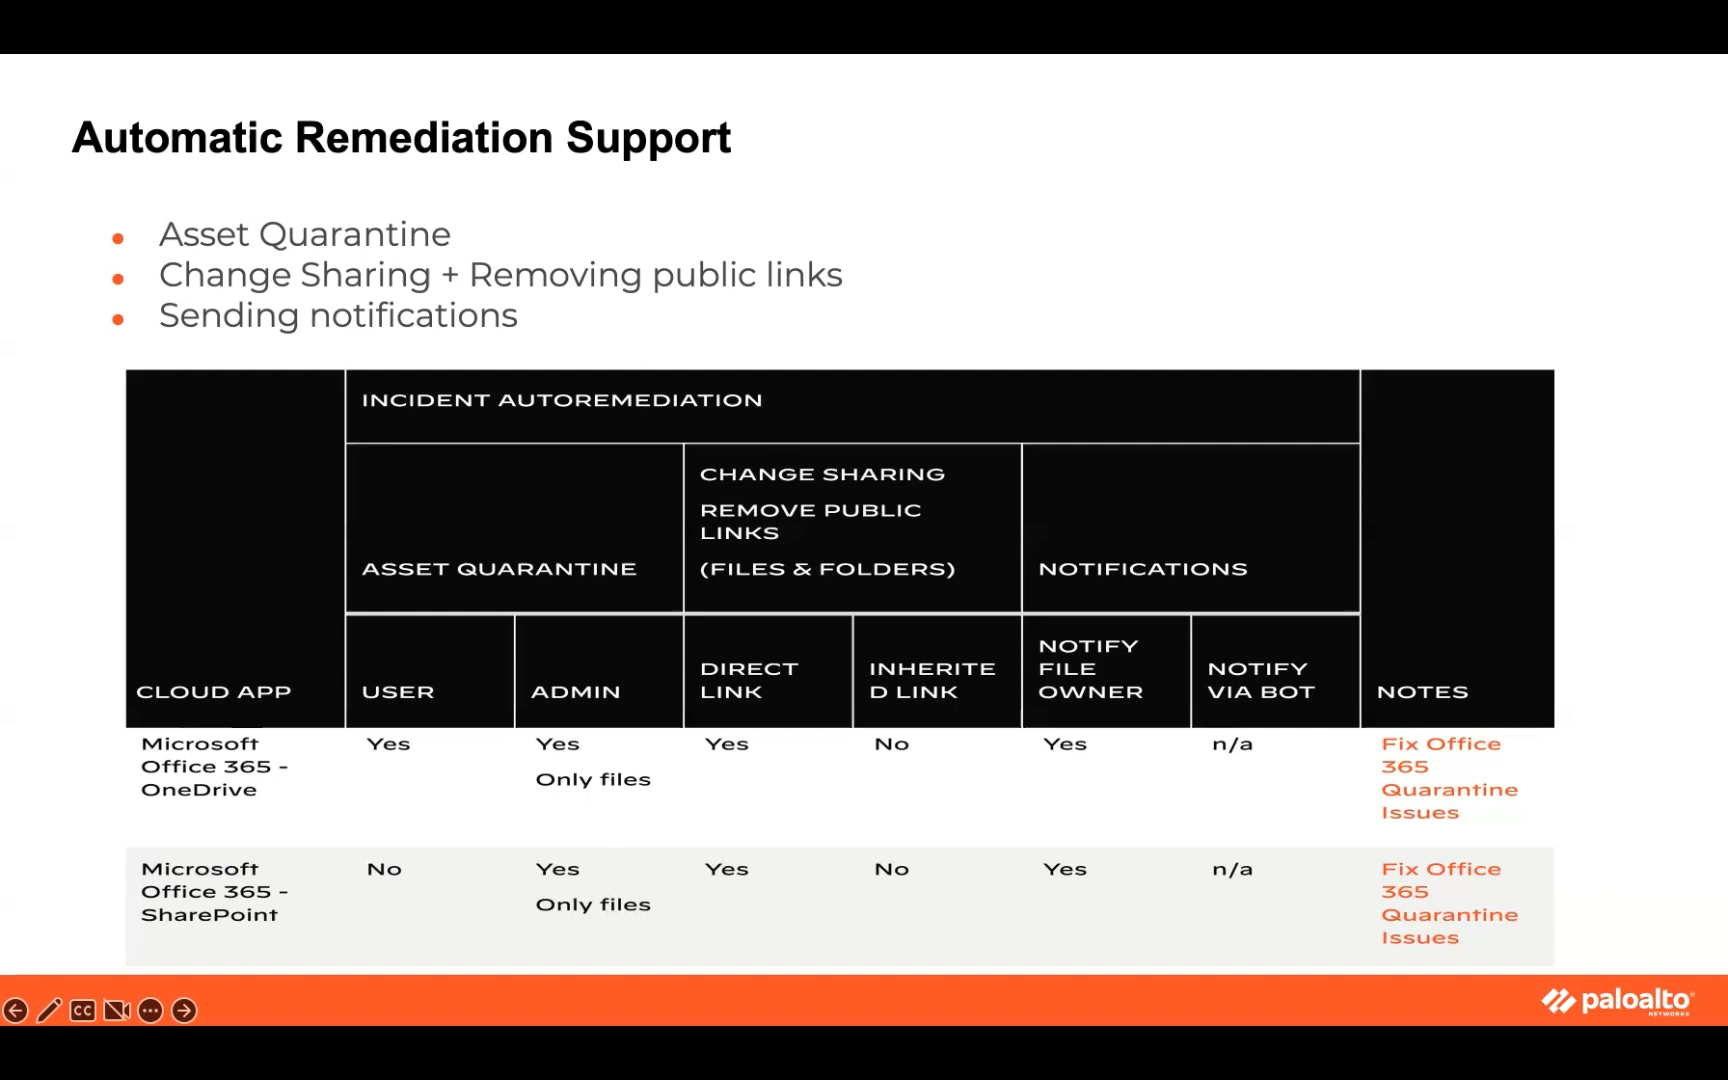 Automatic Remediation Support
Asset Quarantine
Change Sharing + Removing public links
Sending notifications
INCIDENT AUTOREMEDIATION
ASSET QUARANTINE
CHANGE SHARING
REMOVE PUBLIC
LINKS
(FILES & FOLDERS)
NOTIFICATIONS
CLOUD APP
USER
ADMIN
DIRECT
LINK
INHERITE
D LINK
NOTIFY
FILE
OWNER
NOTIFY
VIA BOT
NOTES
Microsoft
Office 365 -
OneDrive
Yes
Yes
Only files
Yes
No
Yes
n/a
Fix Office
365
Quarantine
Issues
Microsoft
Office 365 -
SharePoint
No
Yes
Only files
Yes
No
Yes
n/a
Fix Office
365
Quarantine
Issues
CC
paloalto
NETWORKS